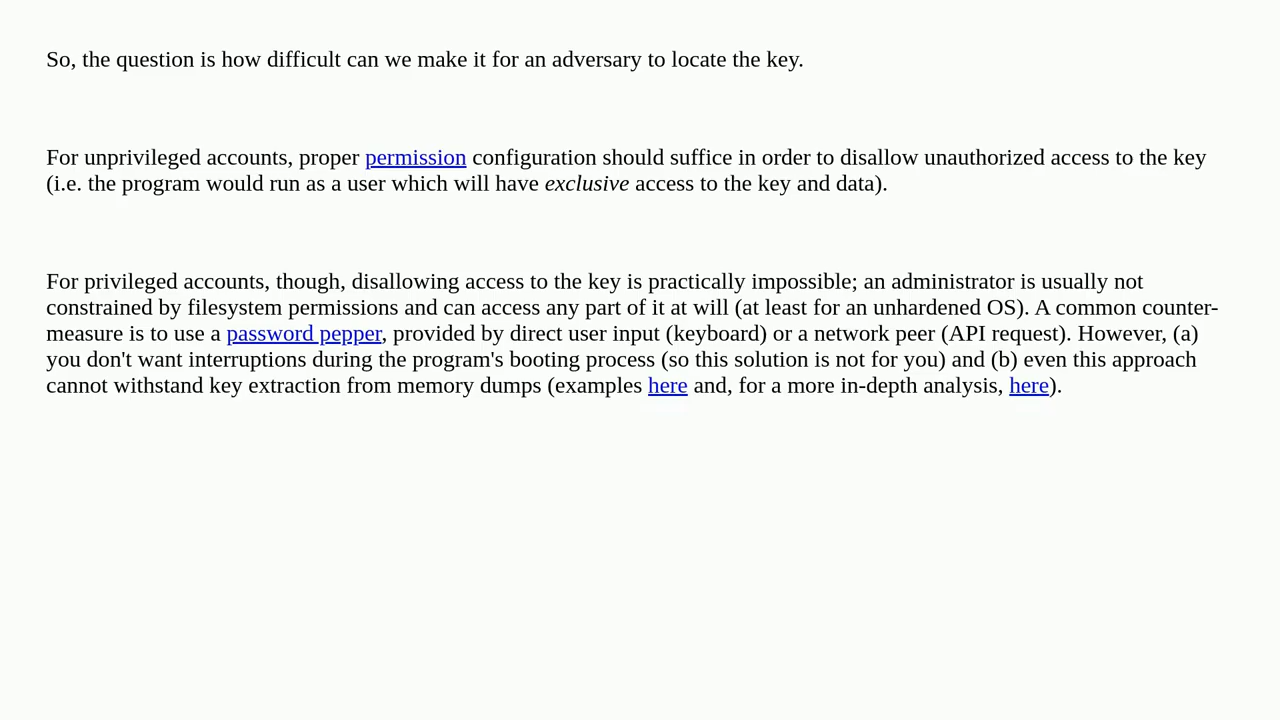 So, the question is how difficult can we make it for an adversary to locate the key.
For unprivileged accounts, proper permission configuration should suffice in order to disallow unauthorized access to the key
(i.e. the program would run as a user which will have exclusive access to the key and data).
For privileged accounts, though, disallowing access to the key is practically impossible; an administrator is usually not
constrained by filesystem permissions and can access any part of it at will (at least for an unhardened OS). A common counter-
measure is to use a password pepper, provided by direct user input (keyboard) or a network peer (API request). However, (a)
you don't want interruptions during the program's booting process (so this solution is not for you) and (b) even this approach
cannot withstand key extraction from memory dumps (examples here and, for a more in-depth analysis, here).